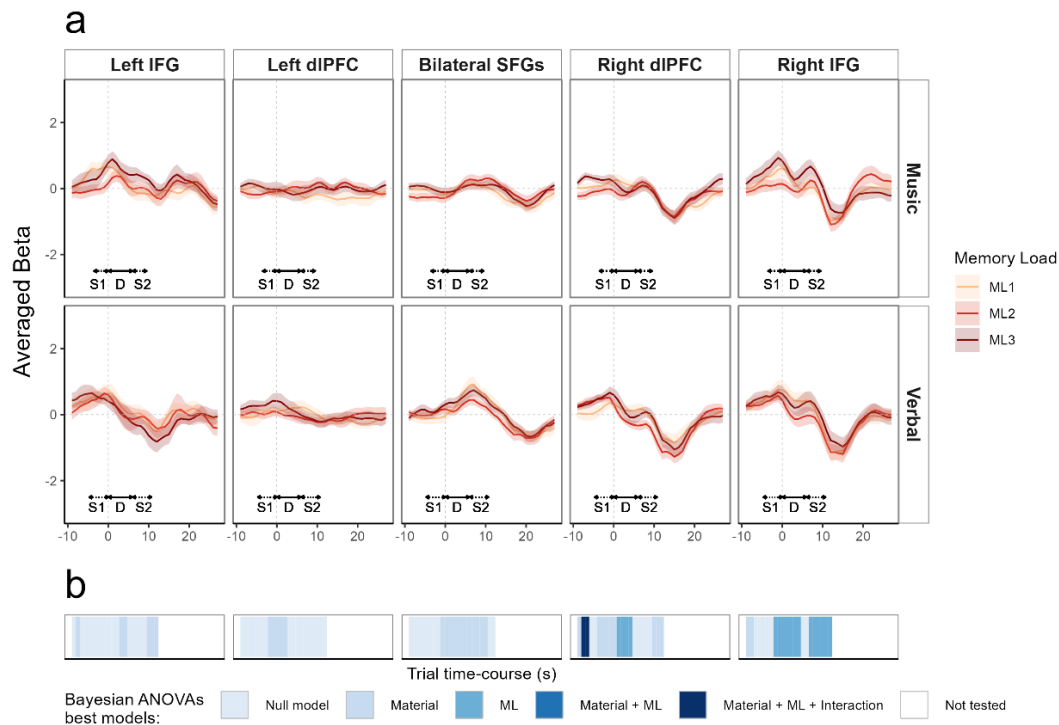 a
Left IFG Left dlPFC Bilateral SFGs Right dlPFC Right IFG
2
0
-2
S1 D S2 S1 D S2 S1 D S2 S1 D S2 S1 D S2
Music
Averaged Beta
Memory Load
ML1
ML2
ML3
2
0
-2
S1 D S2 S1 D S2 S1 D S2 S1 D S2 S1 D S2
Verbal
-10 0 10 20 -10 0 10 20 -10 0 10 20 -10 0 10 20 -10 0 10 20
b
Trial time-course (s)
Bayesian ANOVAs
best models:
Null model Material ML Material + ML Material + ML + Interaction Not tested